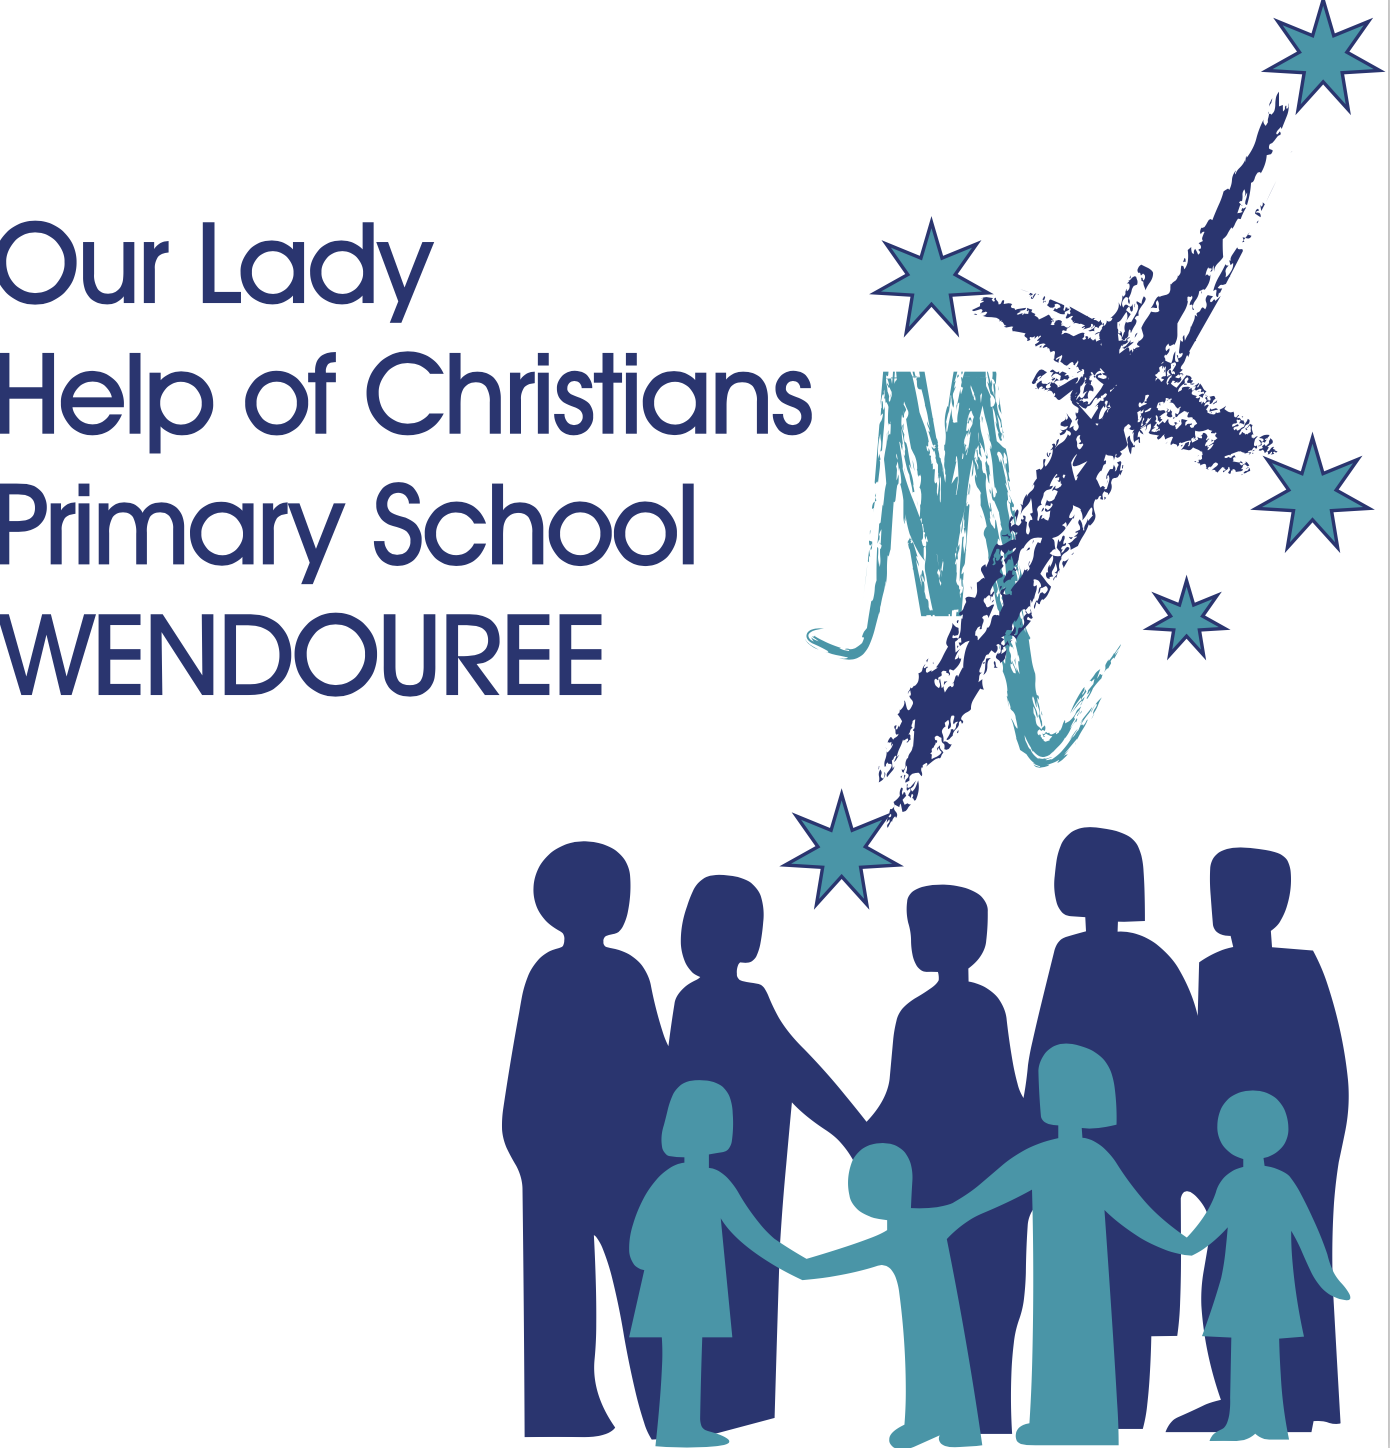 Our Lady
Help of Christians
Primary School
WENDOUREE
M